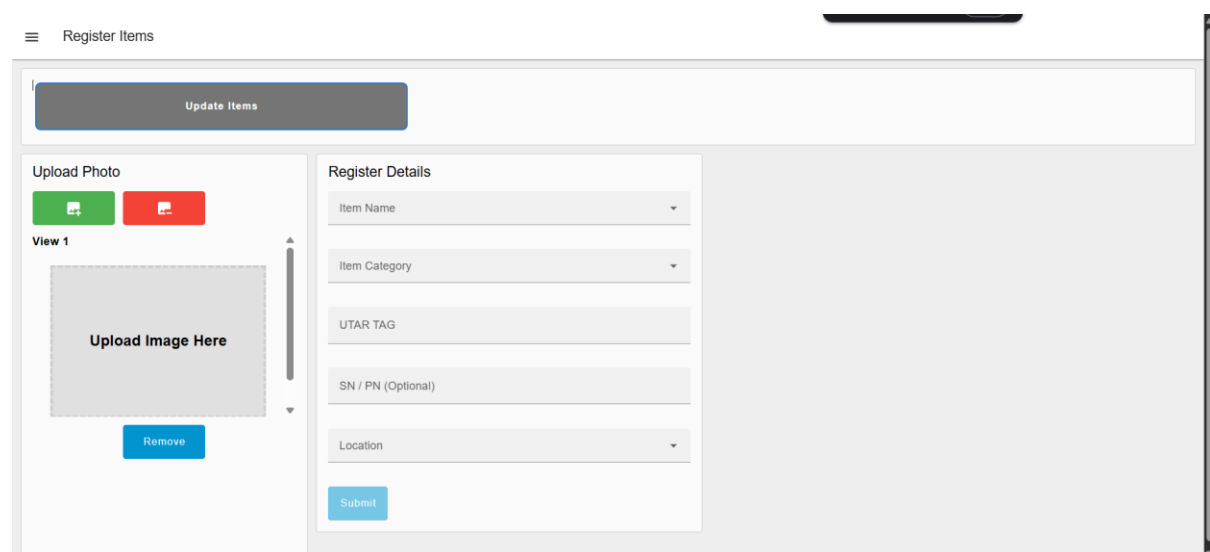 Register Items
Update Items
Upload Photo
View 1
Upload Image Here
Remove
Register Details
Item Name
Item Category
UTAR TAG
SN / PN (Optional)
Location
Submit